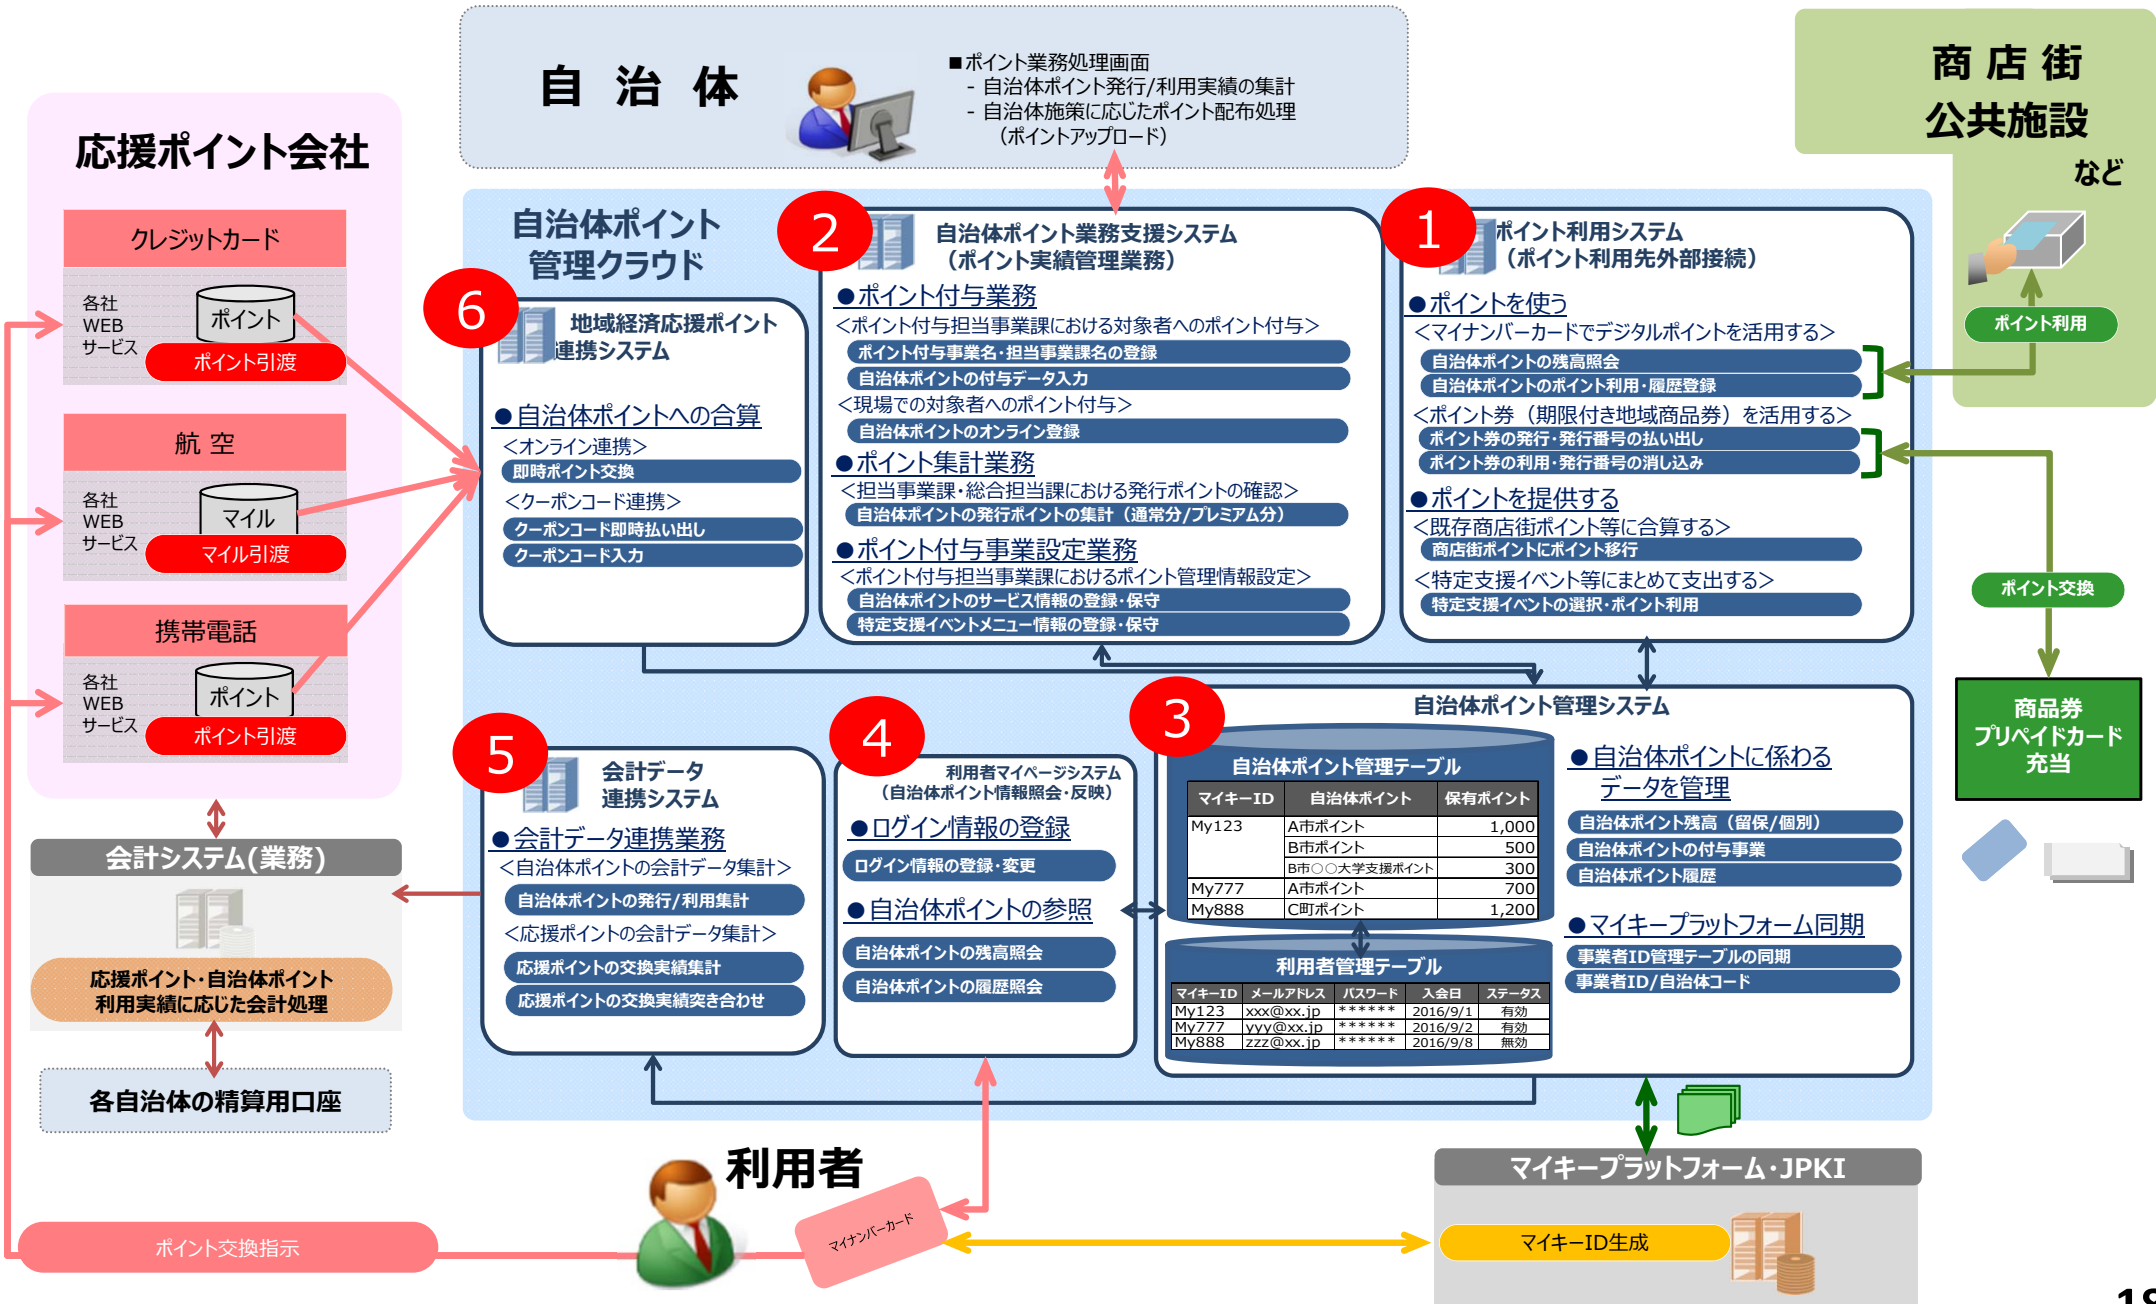 自 治 体
■ポイント業務処理画面
- 自治体ポイント発行/利用実績の集計
- 自治体施策に応じたポイント配布処理
（ポイントアップロード）
商 店 街
公共施設
など
ポイント利用
ポイント交換
商品券
プリペイドカード
充当
応援ポイント会社
クレジットカード
各社
WEB
サービス
ポイント
ポイント引渡
航 空
各社
WEB
サービス
マイル
マイル引渡
携帯電話
各社
WEB
サービス
ポイント
ポイント引渡
会計システム(業務)
応援ポイント・自治体ポイント
利用実績に応じた会計処理
各自治体の精算用口座
ポイント交換指示
自治体ポイント
管理クラウド
6
地域経済応援ポイント
連携システム
●自治体ポイントへの合算
＜オンライン連携＞
即時ポイント交換
＜クーポンコード連携＞
クーポンコード即時払い出し
クーポンコード入力
2
自治体ポイント業務支援システム
（ポイント実績管理業務）
●ポイント付与業務
＜ポイント付与担当事業課における対象者へのポイント付与＞
ポイント付与事業名・担当事業課名の登録
自治体ポイントの付与データ入力
＜現場での対象者へのポイント付与＞
自治体ポイントのオンライン登録
●ポイント集計業務
＜担当事業課・総合担当課における発行ポイントの確認＞
自治体ポイントの発行ポイントの集計（通常分/プレミアム分）
●ポイント付与事業設定業務
＜ポイント付与担当事業課におけるポイント管理情報設定＞
自治体ポイントのサービス情報の登録・保守
特定支援イベントメニュー情報の登録・保守
1
ポイント利用システム
（ポイント利用先外部接続）
●ポイントを使う
＜マイナンバーカードでデジタルポイントを活用する＞
自治体ポイントの残高照会
自治体ポイントのポイント利用・履歴登録
＜ポイント券（期限付き地域商品券）を活用する＞
ポイント券の発行・発行番号の払い出し
ポイント券の利用・発行番号の消し込み
●ポイントを提供する
＜既存商店街ポイント等に合算する＞
商店街ポイントにポイント移行
＜特定支援イベント等にまとめて支出する＞
特定支援イベントの選択・ポイント利用
5
会計データ
連携システム
●会計データ連携業務
＜自治体ポイントの会計データ集計＞
自治体ポイントの発行/利用集計
＜応援ポイントの会計データ集計＞
応援ポイントの交換実績集計
応援ポイントの交換実績突き合わせ
4
利用者マイページシステム
（自治体ポイント情報照会・反映）
●ログイン情報の登録
ログイン情報の登録・変更
●自治体ポイントの参照
自治体ポイントの残高照会
自治体ポイントの履歴照会
3
自治体ポイント管理システム
自治体ポイント管理テーブル
マイキーID 自治体ポイント 保有ポイント
My123 A市ポイント 1,000
B市ポイント 500
B市○○大学支援ポイント 300
My777 A市ポイント 700
My888 C町ポイント 1,200
利用者管理テーブル
マイキーID メールアドレス パスワード 入会日 ステータス
My123 xxx@xx.jp ****** 2016/9/1 有効
My777 yyy@xx.jp ****** 2016/9/2 有効
My888 zzz@xx.jp ****** 2016/9/8 無効
●自治体ポイントに係わる
データを管理
自治体ポイント残高（留保/個別）
自治体ポイントの付与事業
自治体ポイント履歴
●マイキープラットフォーム同期
事業者ID管理テーブルの同期
事業者ID/自治体コード
利用者
マイナンバーカード
マイキープラットフォーム・JPKI
マイキーID生成